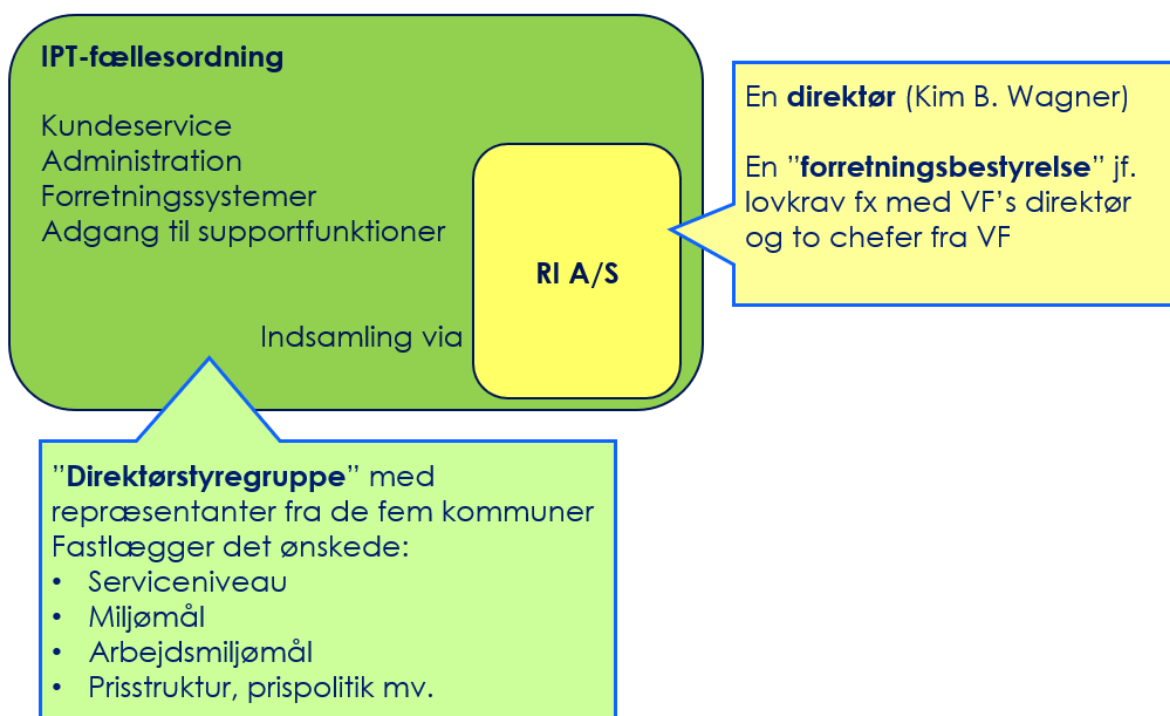 IPT-fællesordning
Kundeservice
Administration
Forretningssystemer
Adgang til supportfunktioner
Indsamling via
RI A/S
En direktør (Kim B. Wagner)
En ”forretningsbestyrelse” jf.
lovkrav fx med VF’s direktør
og to chefer fra VF
”Direktørstyregruppe” med
repræsentanter fra de fem kommuner
Fastlægger det ønskede:
• Serviceniveau
• Miljømål
• Arbejdsmiljømål
• Prisstruktur, prispolitik mv.